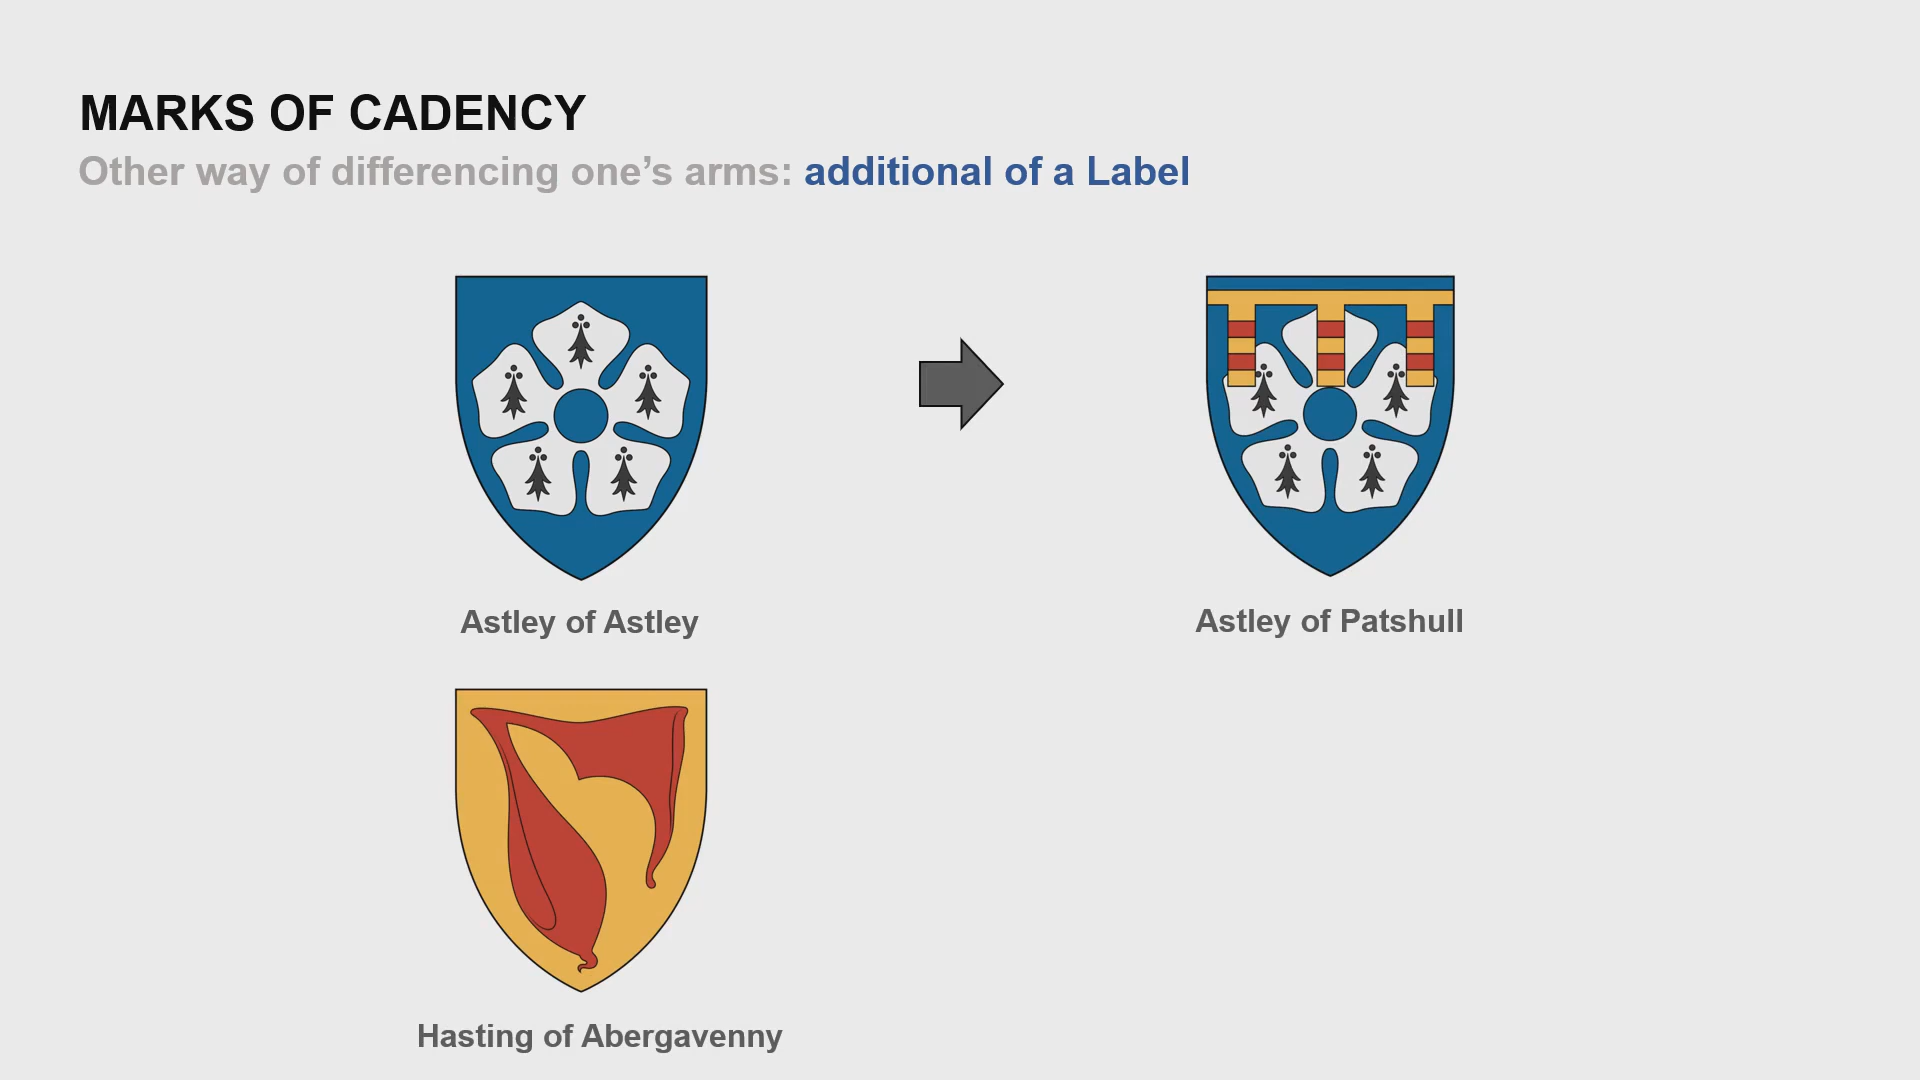 MARKS OF CADENCY
Other way of differencing one’s arms: additional of a Label
Astley of Astley
Astley of Patshull
Hasting of Abergavenny